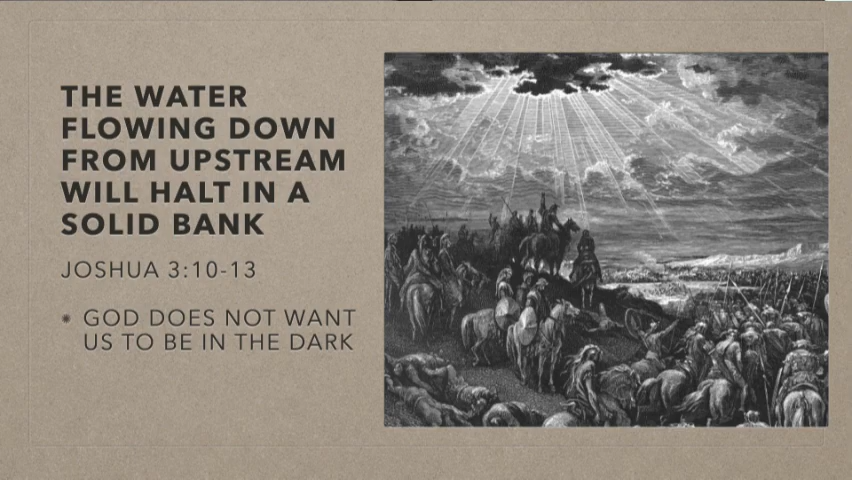 THE WATER
FLOWING DOWN
FROM UPSTREAM
WILL HALT IN A
SOLID BANK
JOSHUA 3:10-13
GOD DOES NOT WANT
US TO BE IN THE DARK